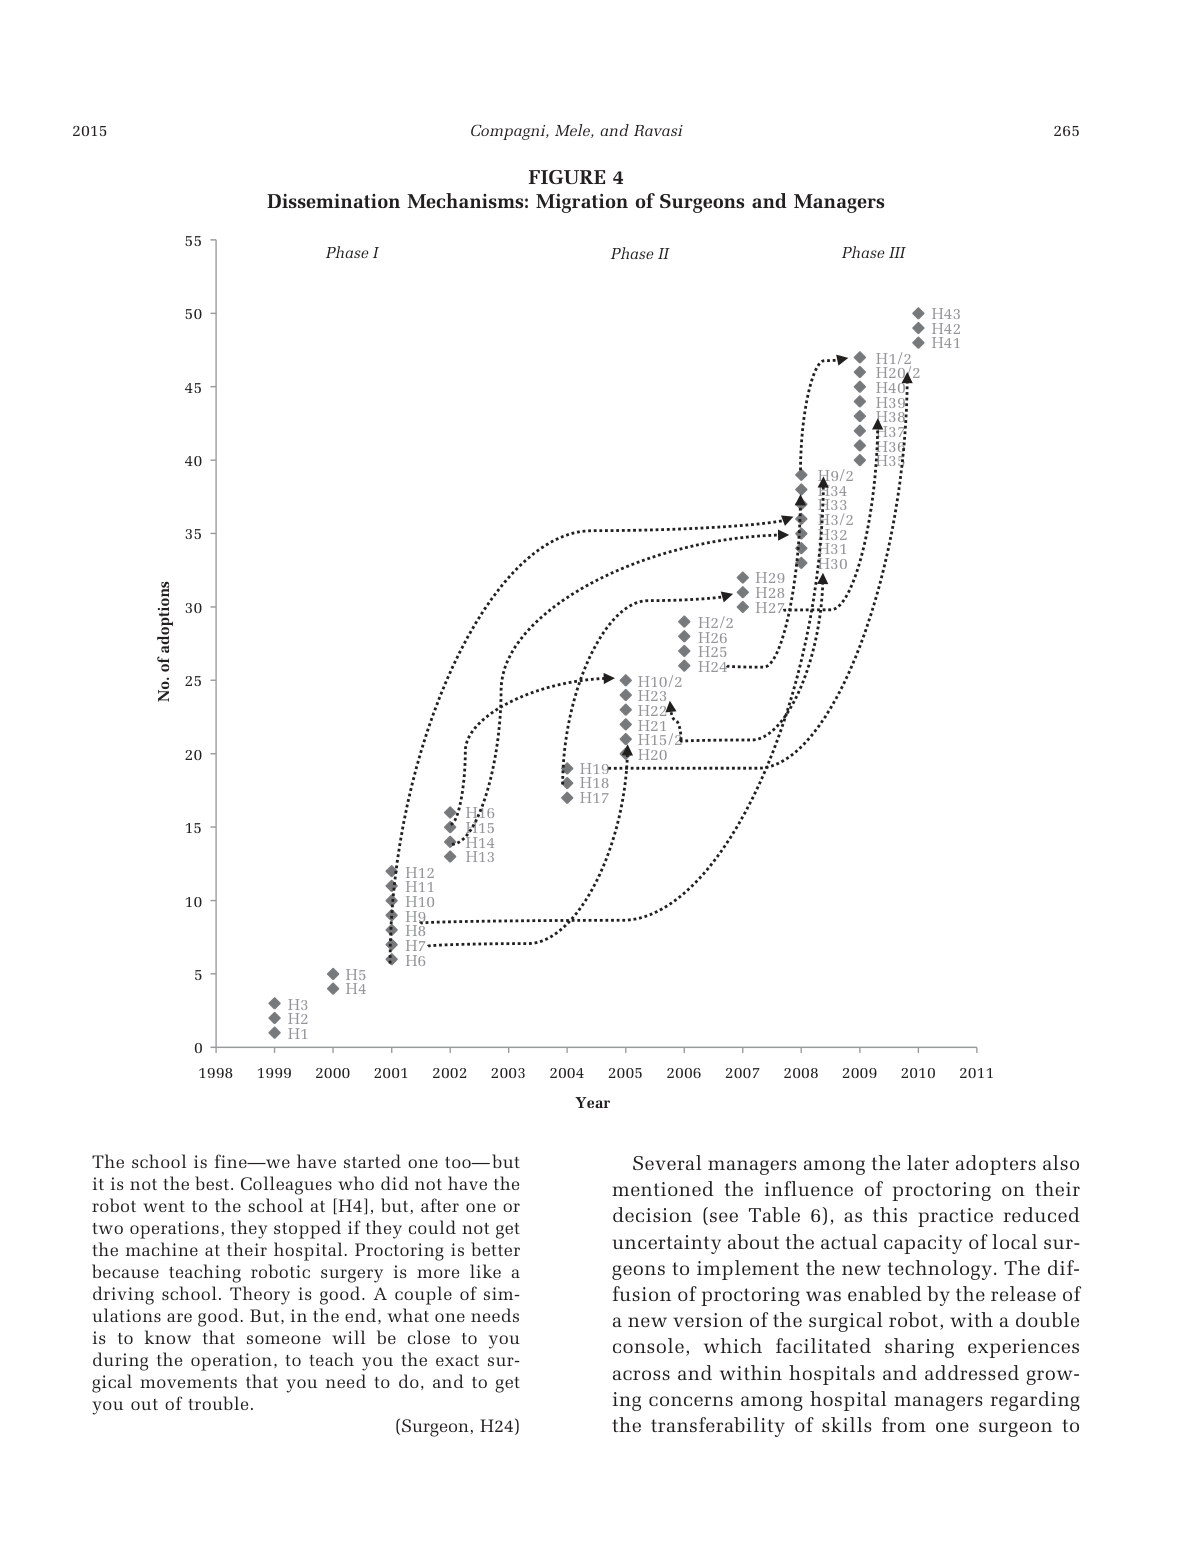 2015
Compagni, Mele, and Ravasi
265
FIGURE 4
Dissemination Mechanisms: Migration of Surgeons and Managers
Phase I
Phase II
Phase III
No. of adoptions
55
50
45
40
35
30
25
20
15
10
5
0
H43
H42
H41
H1/2
H20/2
H40
H39
H38
H37
H36
H35
H9/2
H34
H33
H3/2
H32
H31
H30
H29
H28
H27
H2/2
H26
H25
H24
H10/2
H23
H22
H21
H15/2
H20
H19
H18
H17
H16
H15
H14
H13
H12
H11
H10
H9
H8
H7
H6
H5
H4
H3
H2
H1
1998 1999 2000 2001 2002 2003 2004 2005 2006 2007 2008 2009 2010 2011
Year
The school is fine—we have started one too—but
it is not the best. Colleagues who did not have the
robot went to the school at [H4], but, after one or
two operations, they stopped if they could not get
the machine at their hospital. Proctoring is better
because teaching robotic surgery is more like a
driving school. Theory is good. A couple of sim-
ulations are good. But, in the end, what one needs
is to know that someone will be close to you
during the operation, to teach you the exact sur-
gical movements that you need to do, and to get
you out of trouble.
(Surgeon, H24)
Several managers among the later adopters also
mentioned the influence of proctoring on their
decision (see Table 6), as this practice reduced
uncertainty about the actual capacity of local sur-
geons to implement the new technology. The dif-
fusion of proctoring was enabled by the release of
a new version of the surgical robot, with a double
console, which facilitated sharing experiences
across and within hospitals and addressed grow-
ing concerns among hospital managers regarding
the transferability of skills from one surgeon to